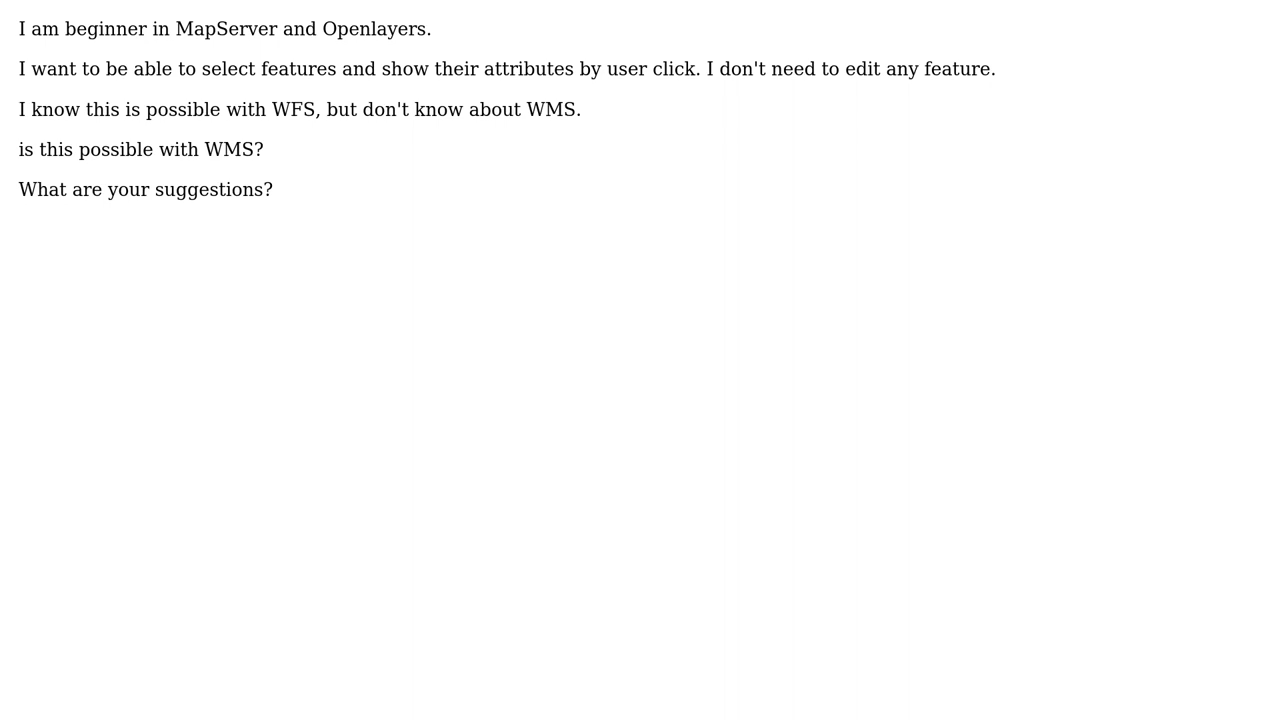 I am beginner in MapServer and Openlayers.
I want to be able to select features and show their attributes by user click. I don't need to edit any feature.
I know this is possible with WFS, but don't know about WMS.
is this possible with WMS?
What are your suggestions?